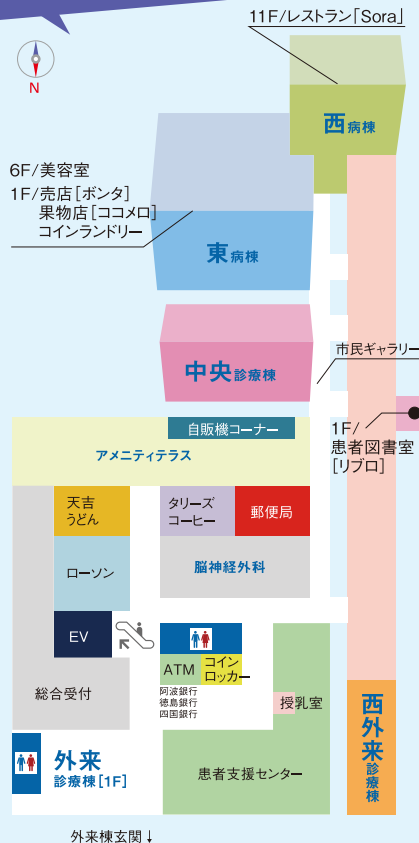 11F/レストラン「Sora」
N
西病棟
6F/美容室
1F/売店[ボンタ]
果物店[ココメロ]
コインランドリー
東病棟
中央診療棟
市民ギャラリー
1F/
患者図書室
[リブロ]
自販機コーナー
アメニティテラス
天吉
うどん
タリーズ
コーヒー
郵便局
ローソン
脳神経外科
EV
ATM
コイン
ロッカー
阿波銀行
徳島銀行
四国銀行
総合受付
授乳室
西外来診療棟
外来
診療棟[1F]
患者支援センター
外来棟玄関↓